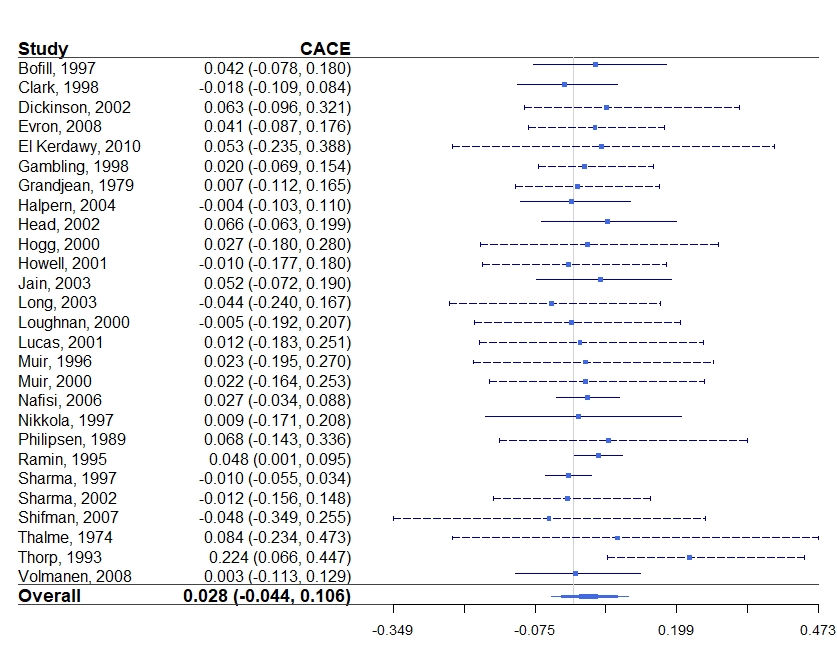 Study CACE
Bofill, 1997 0.042 (-0.078, 0.180)
Clark, 1998 -0.018 (-0.109, 0.084)
Dickinson, 2002 0.063 (-0.096, 0.321)
Evron, 2008 0.041 (-0.087, 0.176)
El Kerdawy, 2010 0.053 (-0.235, 0.388)
Gambling, 1998 0.020 (-0.069, 0.154)
Grandjean, 1979 0.007 (-0.112, 0.165)
Halpern, 2004 -0.004 (-0.103, 0.110)
Head, 2002 0.066 (-0.063, 0.199)
Hogg, 2000 0.027 (-0.180, 0.280)
Howell, 2001 -0.010 (-0.177, 0.180)
Jain, 2003 0.052 (-0.072, 0.190)
Long, 2003 -0.044 (-0.240, 0.167)
Loughnan, 2000 -0.005 (-0.192, 0.207)
Lucas, 2001 0.012 (-0.183, 0.251)
Muir, 1996 0.023 (-0.195, 0.270)
Muir, 2000 0.022 (-0.164, 0.253)
Nafisi, 2006 0.027 (-0.034, 0.088)
Nikkola, 1997 0.009 (-0.171, 0.208)
Philipsen, 1989 0.068 (-0.143, 0.336)
Ramin, 1995 0.048 (0.001, 0.095)
Sharma, 1997 -0.010 (-0.055, 0.034)
Sharma, 2002 -0.012 (-0.156, 0.148)
Shifman, 2007 -0.048 (-0.349, 0.255)
Thalme, 1974 0.084 (-0.234, 0.473)
Thorp, 1993 0.224 (0.066, 0.447)
Volmanen, 2008 0.003 (-0.113, 0.129)
Overall 0.028 (-0.044, 0.106)
-0.349 -0.075 0.199 0.473